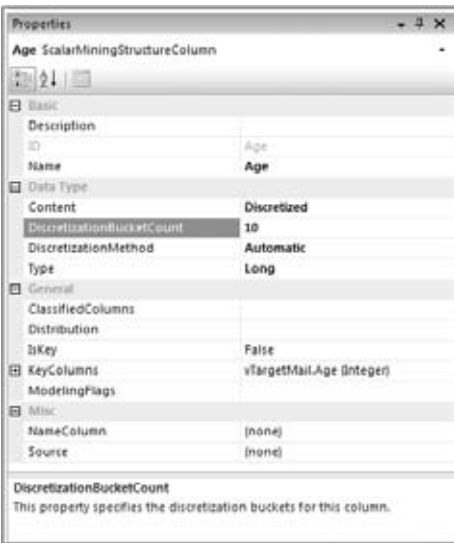 Properties
Age ScalarMiningStructureColumn
Basic
Description
ID Age
Name Age
Data Type
Content Discretized
DiscretizationBucketCount 10
DiscretizationMethod Automatic
Type Long
General
ClassifiedColumns
Distribution
IsKey False
KeyColumns vTargetMail.Age (Integer)
ModelingFlags
Misc
NameColumn (none)
Source (none)
DiscretizationBucketCount
This property specifies the discretization buckets for this column.